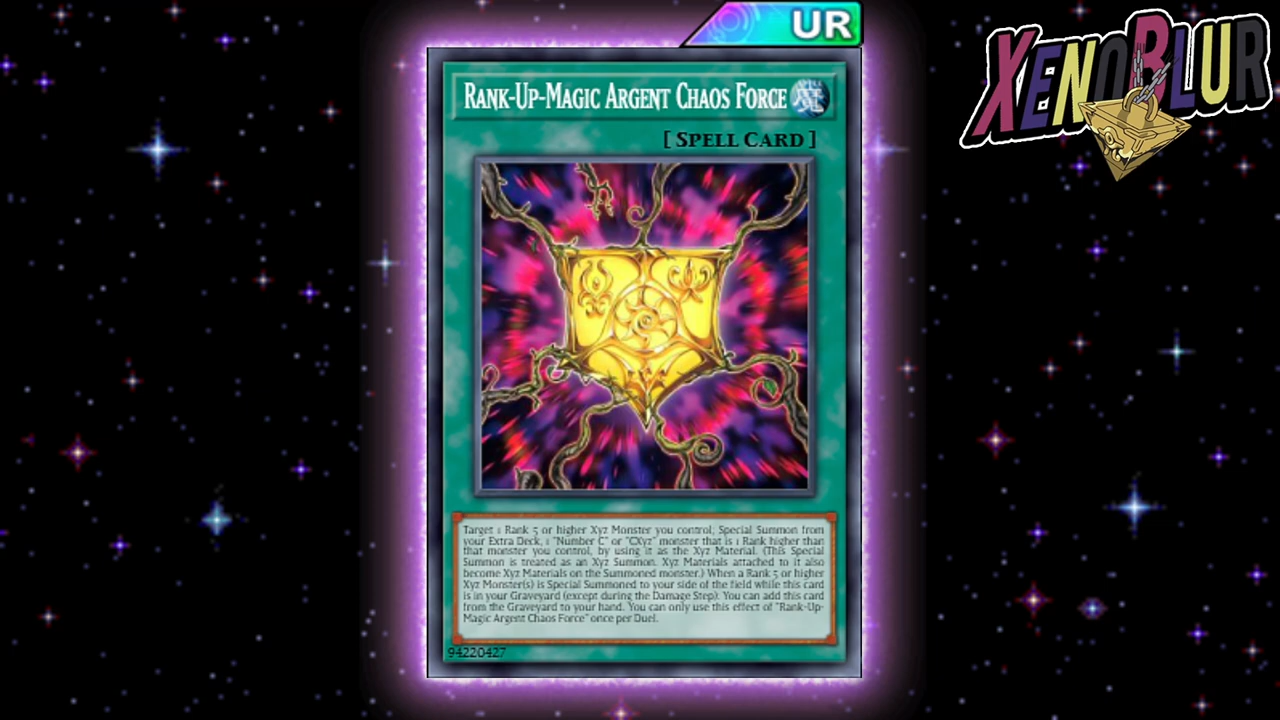 UR
XENOBLUR
RANK-UP-MAGIC ARGENT CHAOS FORCE
[ SPELL CARD ]
Target 1 Rank 5 or higher Xyz Monster you control; Special Summon from
your Extra Deck, 1 "Number C" or "CXyz" monster that is 1 Rank higher than
that monster you control, by using it as the Xyz Material. (This Special
Summon is treated as an Xyz Summon. Xyz Materials attached to it also
become Xyz Materials on the Summoned monster.) When a Rank 5 or higher
Xyz Monster(s) is Special Summoned to your side of the field while this card
is in your Graveyard (except during the Damage Step): You can add this card
from the Graveyard to your hand. You can only use this effect of "Rank-Up-
Magic Argent Chaos Force" once per Duel.
94220427